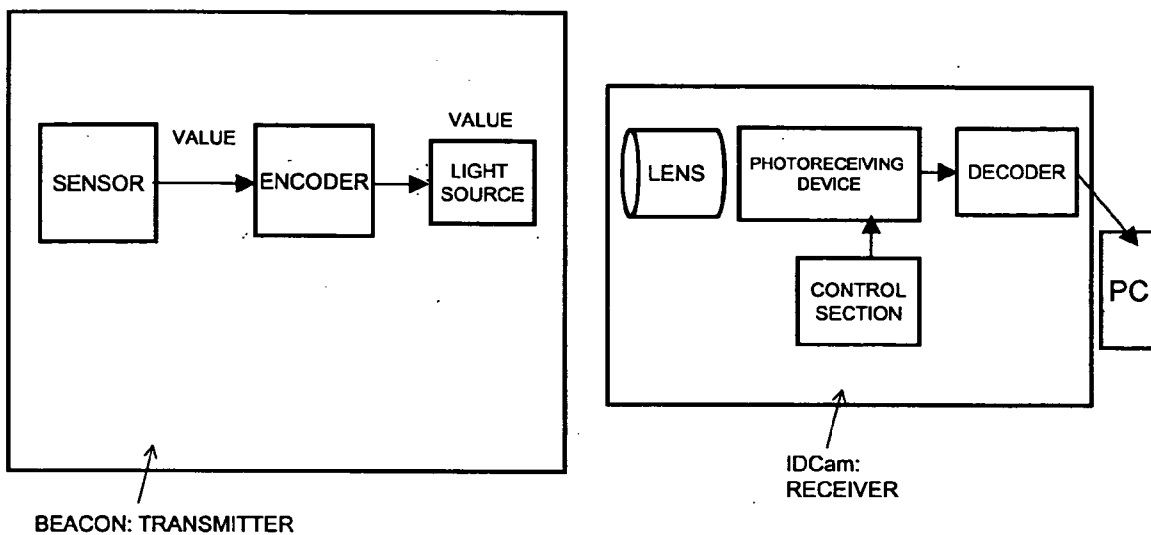 VALUE
SENSOR
ENCODER
VALUE
LIGHT
SOURCE
BEACON: TRANSMITTER
LENS
PHOTORECEIVING
DEVICE
DECODER
CONTROL
SECTION
PC
IDCam:
RECEIVER